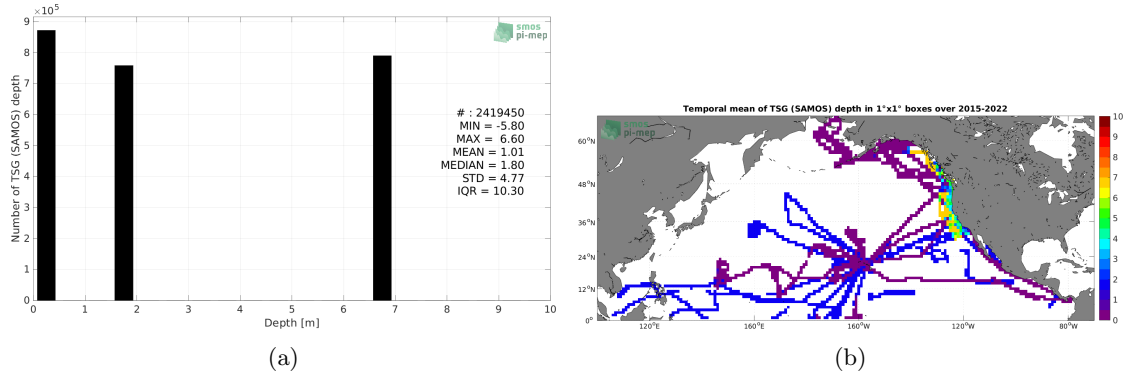 ×10⁵
9
8
7
6
5
4
3
2
1
0
Number of TSG (SAMOS) depth
smos
pi-mep
# : 2419450
MIN = -5.80
MAX = 6.60
MEAN = 1.01
MEDIAN = 1.80
STD = 4.77
IQR = 10.30
0 1 2 3 4 5 6 7 8 9 10
Depth [m]
(a)
Temporal mean of TSG (SAMOS) depth in 1°x1° boxes over 2015-2022
smos
pi-mep
60°N
48°N
36°N
24°N
12°N
0°
120°E 160°E 160°W 120°W 80°W
10
9
8
7
6
5
4
3
2
1
0
(b)